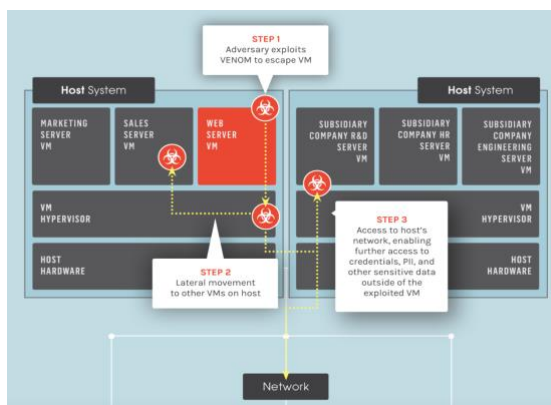 STEP 1
Adversary exploits
VENOM to escape VM
Host System
Host System
MARKETING
SERVER
VM
SALES
SERVER
VM
WEB
SERVER
VM
SUBSIDIARY
COMPANY R&D
SERVER
VM
SUBSIDIARY
COMPANY HR
SERVER
VM
SUBSIDIARY
COMPANY
ENGINEERING
SERVER
VM
VM
HYPERVISOR
VM
HYPERVISOR
STEP 3
Access to host's
network, enabling
further access to
credentials, PII, and
other sensitive data
outside of the
exploited VM
HOST
HARDWARE
STEP 2
Lateral movement
to other VMs on host
HOST
HARDWARE
Network